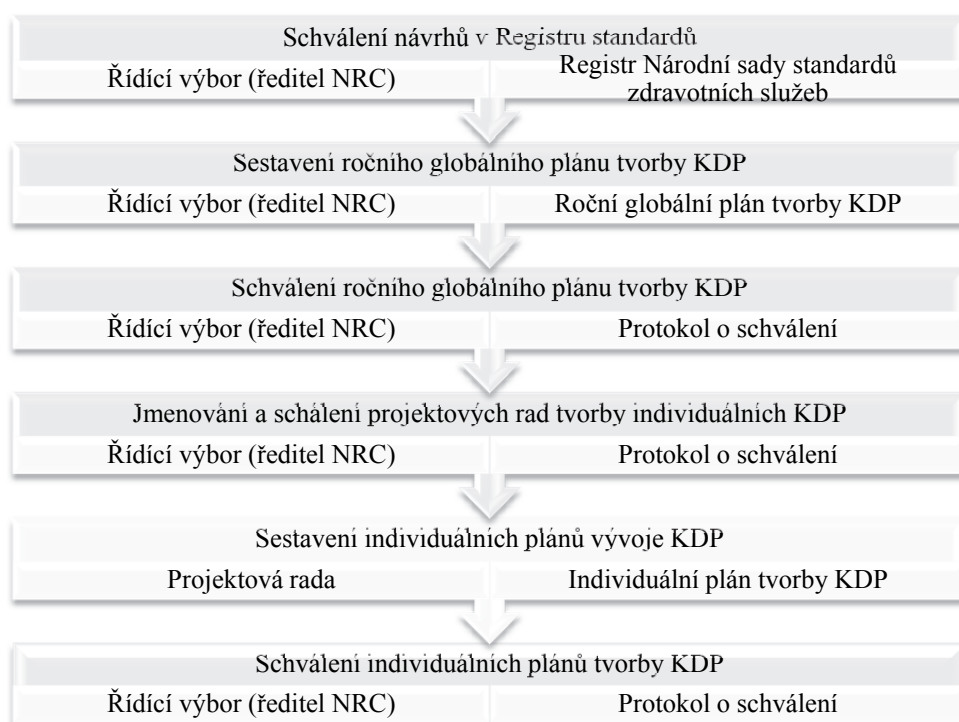 Schválení návrhů v Registru standardů
Řídící výbor (ředitel NRC)
Registr Národní sady standardů
zdravotních služeb
Sestavení ročního globálního plánu tvorby KDP
Řídící výbor (ředitel NRC)
Roční globální plán tvorby KDP
Schválení ročního globálního plánu tvorby KDP
Řídící výbor (ředitel NRC)
Protokol o schválení
Jmenování a schálení projektových rad tvorby individuálních KDP
Řídící výbor (ředitel NRC)
Protokol o schválení
Sestavení individuálních plánů vývoje KDP
Projektová rada
Individuální plán tvorby KDP
Schválení individuálních plánů tvorby KDP
Řídící výbor (ředitel NRC)
Protokol o schválení